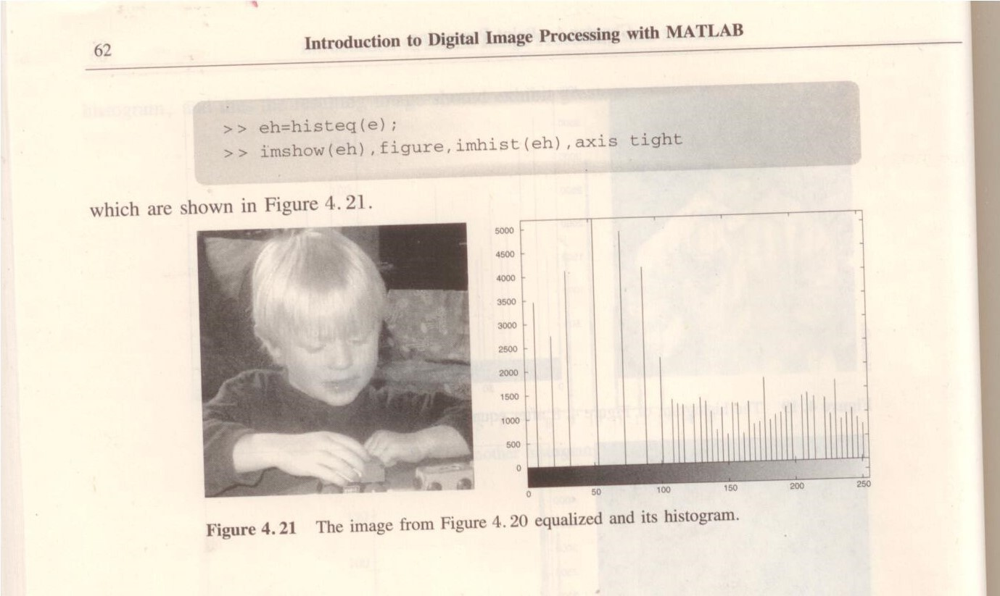 62
Introduction to Digital Image Processing with MATLAB
>> eh=histeq(e);
>> imshow(eh),figure,imhist(eh),axis tight
which are shown in Figure 4.21.
5000
4500
4000
3500
3000
2500
2000
1500
1000
500
0
0 50 100 150 200 250
Figure 4.21 The image from Figure 4.20 equalized and its histogram.